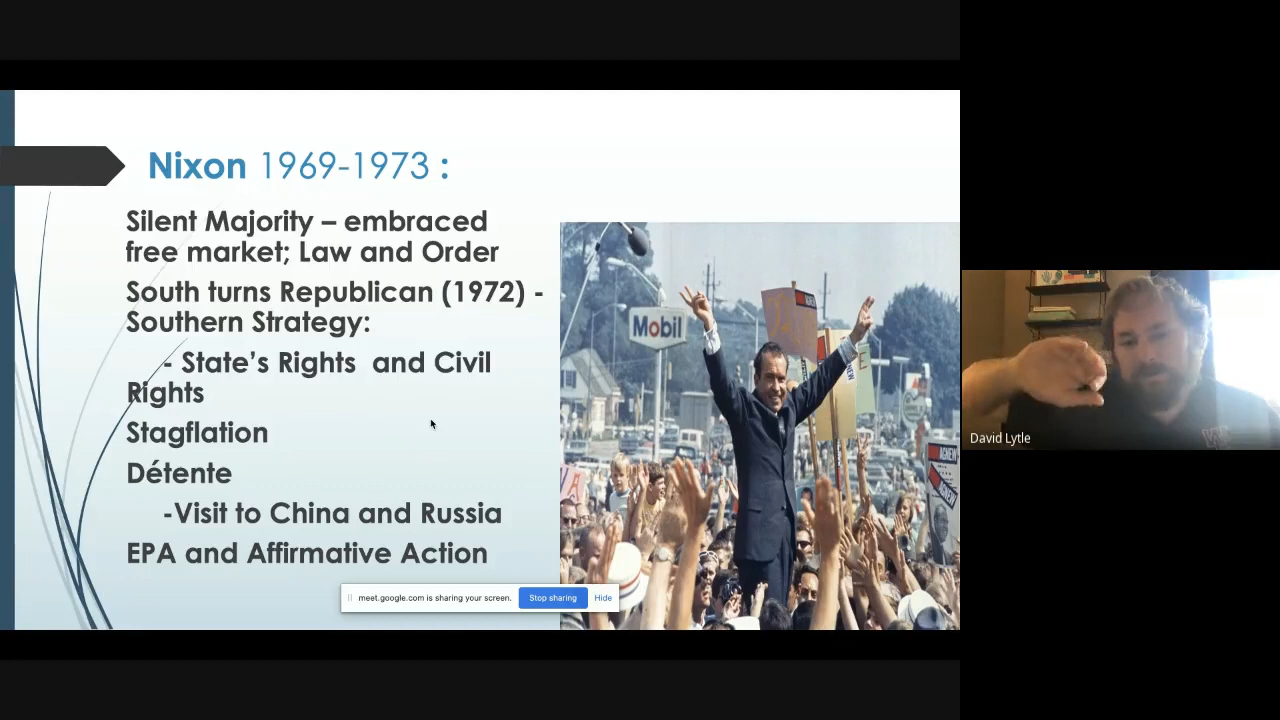 Nixon 1969-1973 :
Silent Majority – embraced
free market; Law and Order
South turns Republican (1972) -
Southern Strategy:
- State’s Rights  and Civil
Rights
Stagflation
Détente
-Visit to China and Russia
EPA and Affirmative Action
Mobil
AGNEW
meet.google.com is sharing your screen.
Stop sharing
Hide
David Lytle